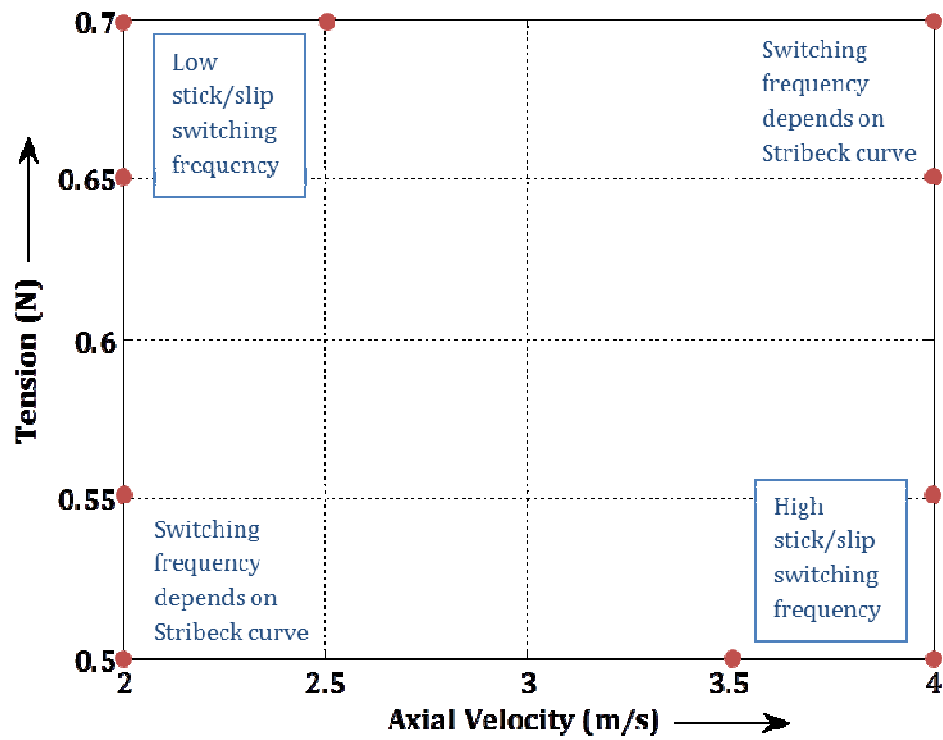 0.7
Low
stick/slip
switching
frequency
Switching
frequency
depends on
Stribeck curve
0.65
Tension (N)
0.6
0.55
Switching
frequency
depends on
Stribeck curve
High
stick/slip
switching
frequency
0.5
2
2.5
3
3.5
4
Axial Velocity (m/s)